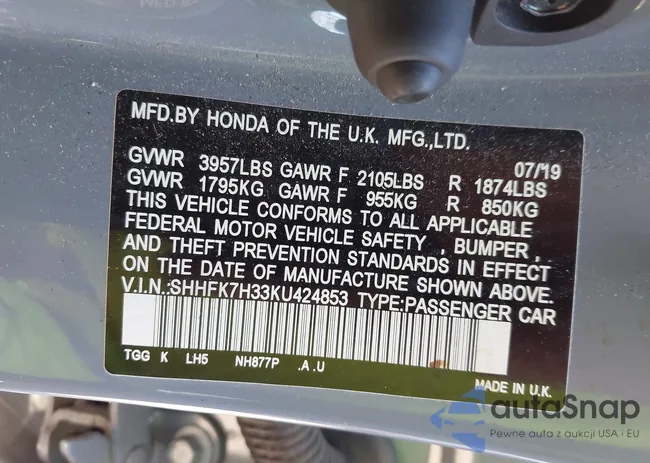 MFD.BY HONDA OF THE U.K. MFG.,LTD.
07/'19
GVWR 3957LBS GAWR F 2105LBS R 1874LBS
GVWR 1795KG GAWR F 955KG R 850KG
THIS VEHICLE CONFORMS TO ALL APPLICABLE
FEDERAL MOTOR VEHICLE SAFETY , BUMPER ,
AND THEFT PREVENTION STANDARDS IN EFFECT
ON THE DATE OF MANUFACTURE SHOWN ABOVE.
V.I.N.:SHHFK7H33KU424853 TYPE:PASSENGER CAR
TGG K LH5 NH877P .A .U
MADE IN U.K.
autoSnap
Pewne auta z aukcji USA i EU